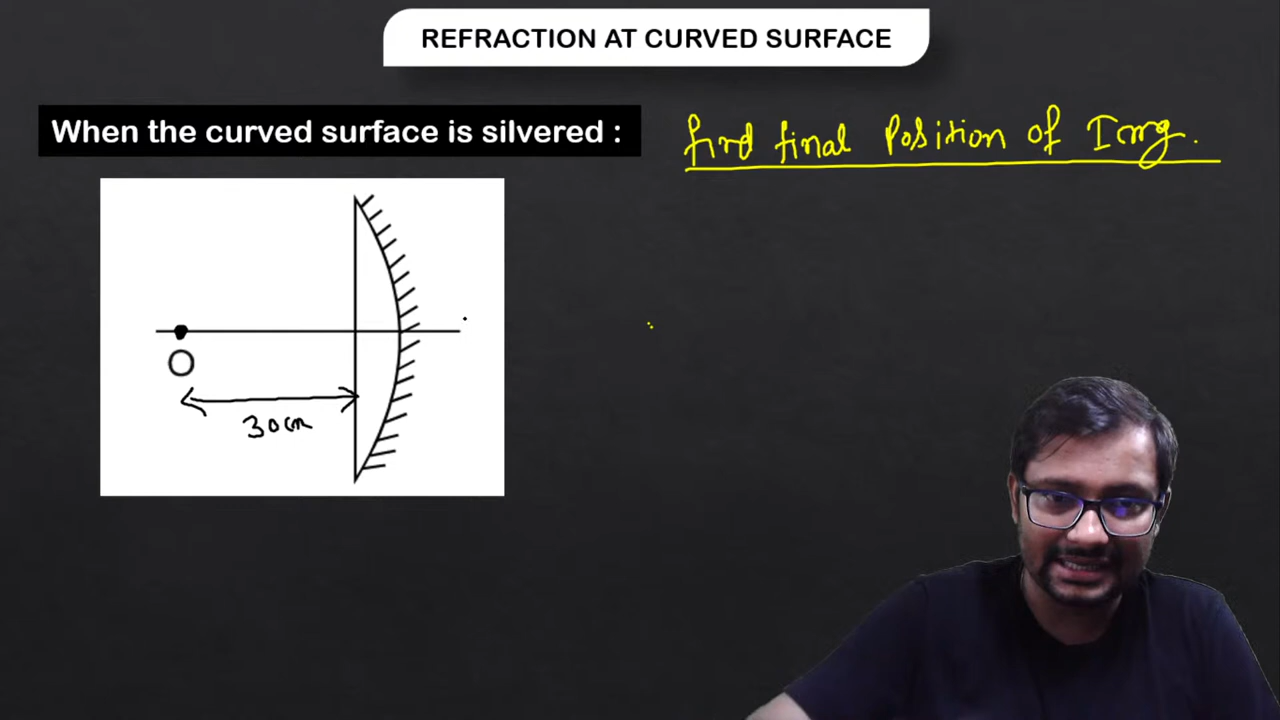 REFRACTION AT CURVED SURFACE
When the curved surface is silvered :
find final Position of Img.
O
30cm